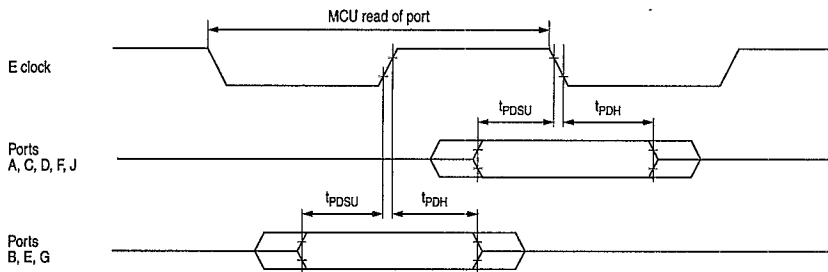 MCU read of port
E clock
tPDSU
tPDH
Ports
A, C, D, F, J
tPDSU
tPDH
Ports
B, E, G